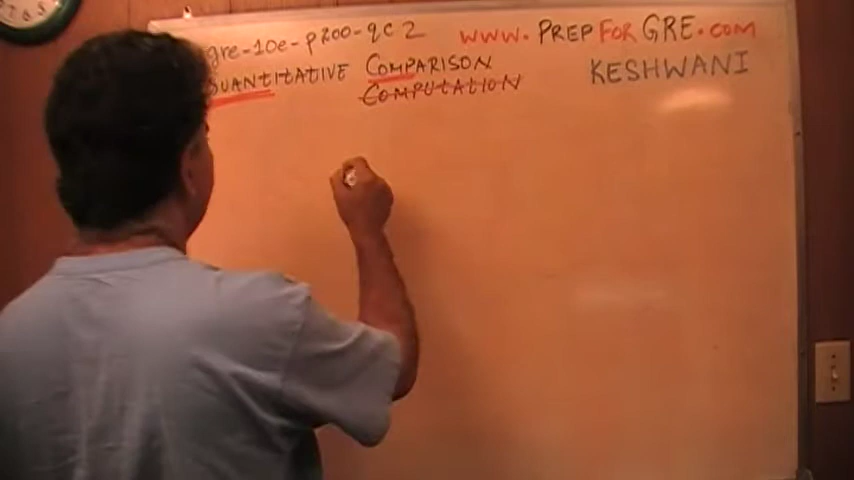 gre-10e-p200-qc2
www.PREPFORGRE.com
QUANTITATIVE COMPARISON
COMPUTATION
KESHWANI